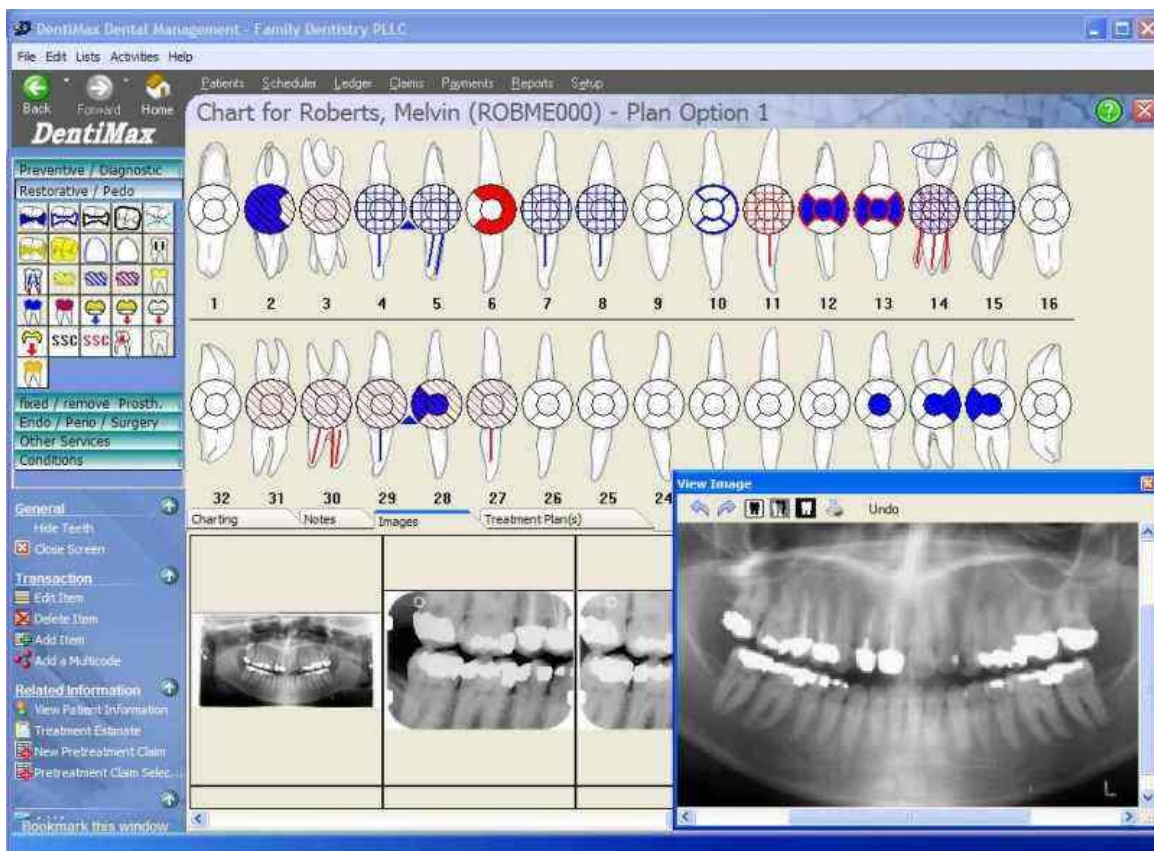 DentiMax Dental Management - Family Dentistry PLLC
File Edit Lists Activities Help
Back Forward Home
Patients Scheduler Ledger Claims Payments Reports Setup
DentiMax
Chart for Roberts, Melvin (ROBME000) - Plan Option 1
Preventive / Diagnostic
Restorative / Pedo
SSC SSC
fixed / remove Prosth.
Endo / Perio / Surgery
Other Services
Conditions
1 2 3 4 5 6 7 8 9 10 11 12 13 14 15 16
32 31 30 29 28 27 26 25 24
General
Hide Teeth
Close Screen
Transaction
Edit Item
Delete Item
Add Item
Add a Multicode
Related Information
View Patient Information
Treatment Estimate
New Pretreatment Claim
Pretreatment Claim Selec...
Bookmark this window
Charting Notes Images Treatment Plan(s)
View Image
Undo
L